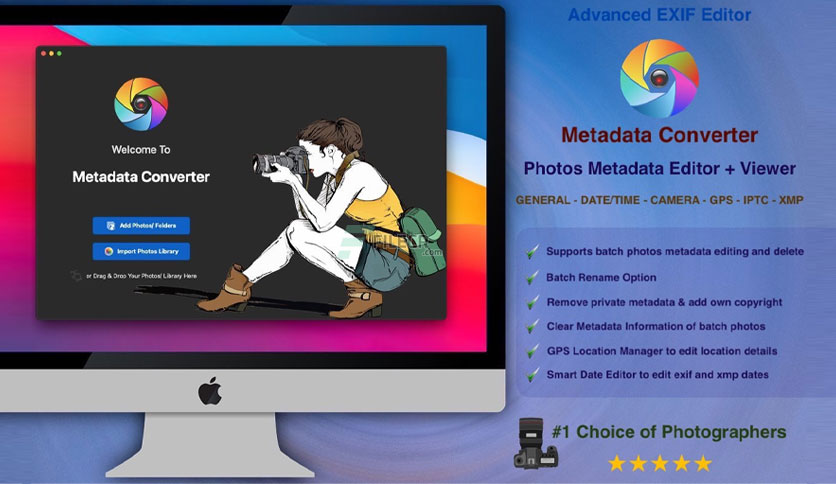 Advanced EXIF Editor
Metadata Converter
Photos Metadata Editor + Viewer
GENERAL - DATE/TIME - CAMERA - GPS - IPTC - XMP
Supports batch photos metadata editing and delete
Batch Rename Option
Remove private metadata & add own copyright
Clear Metadata Information of batch photos
GPS Location Manager to edit location details
Smart Date Editor to edit exif and xmp dates
#1 Choice of Photographers
Welcome To
Metadata Converter
Add Photos/ Folders
Import Photos Library
or Drag & Drop Your Photos/ Library Here
.com